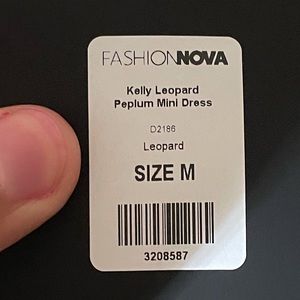 FASHIONNOVA
Kelly Leopard
Peplum Mini Dress
D2186
Leopard
SIZE M
3208587